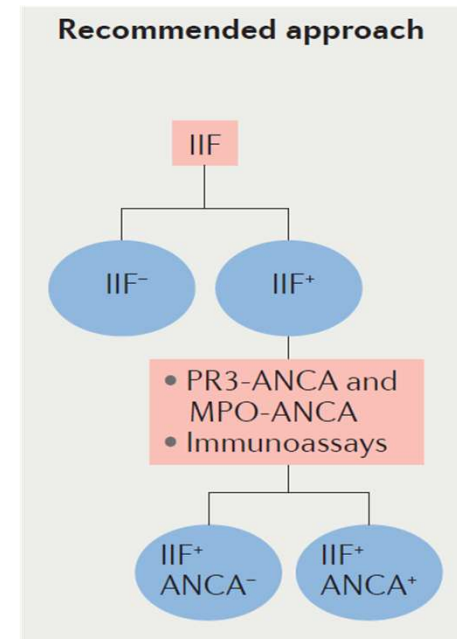 Recommended approach
IIF
IIF⁻
IIF⁺
• PR3-ANCA and
MPO-ANCA
• Immunoassays
IIF⁺
ANCA⁻
IIF⁺
ANCA⁺